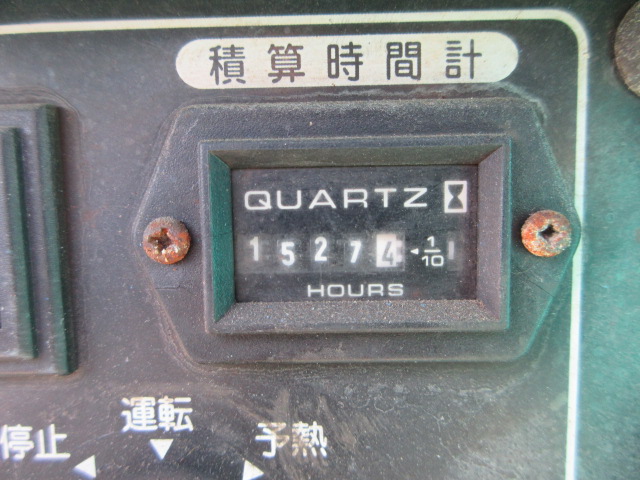 積算時間計
QUARTZ
15274 1/10
HOURS
運転
停止
予熱